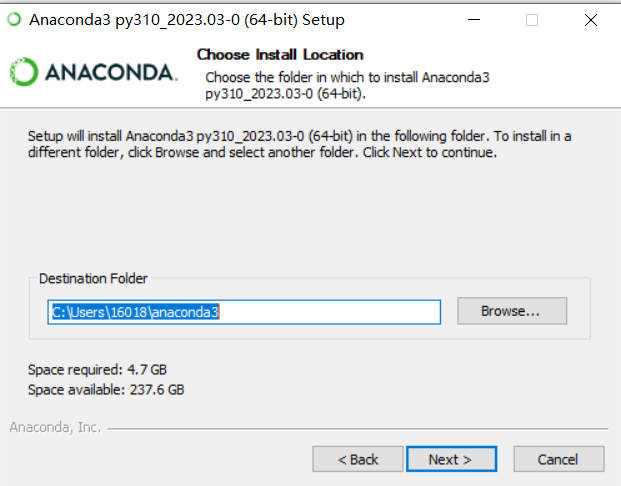 Anaconda3 py310_2023.03-0 (64-bit) Setup
ANACONDA.
Choose Install Location
Choose the folder in which to install Anaconda3
py310_2023.03-0 (64-bit).
Setup will install Anaconda3 py310_2023.03-0 (64-bit) in the following folder. To install in a
different folder, click Browse and select another folder. Click Next to continue.
Destination Folder
C:\Users\16018\anaconda3
Browse...
Space required: 4.7 GB
Space available: 237.6 GB
Anaconda, Inc.
< Back
Next >
Cancel